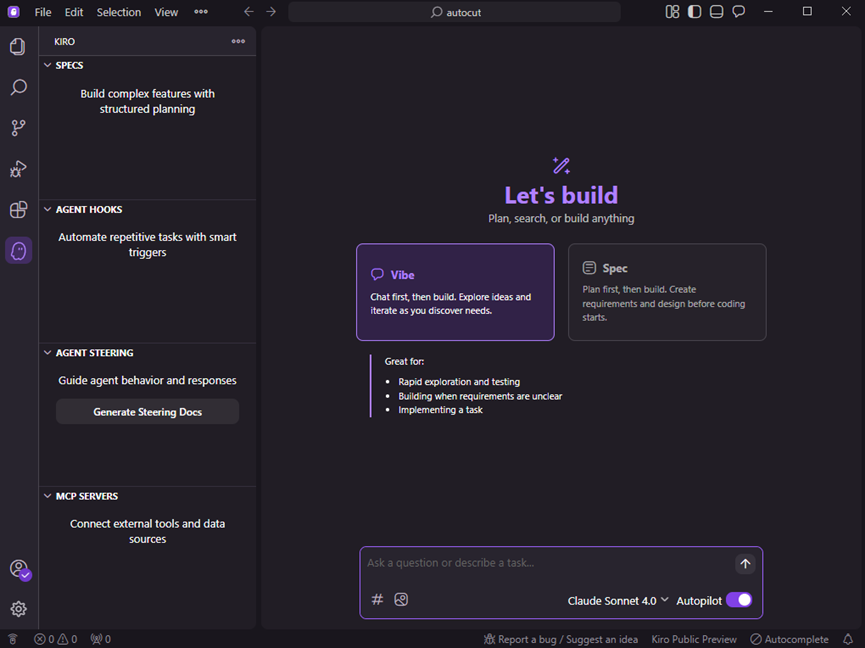 File Edit Selection View
autocut
KIRO
SPECS
Build complex features with
structured planning
AGENT HOOKS
Automate repetitive tasks with smart
triggers
AGENT STEERING
Guide agent behavior and responses
Generate Steering Docs
MCP SERVERS
Connect external tools and data
sources
Let's build
Plan, search, or build anything
Vibe
Chat first, then build. Explore ideas and
iterate as you discover needs.
Spec
Plan first, then build. Create
requirements and design before coding
starts.
Great for:
• Rapid exploration and testing
• Building when requirements are unclear
• Implementing a task
Ask a question or describe a task...
# Claude Sonnet 4.0 Autopilot
0 0 0 Report a bug / Suggest an idea Kiro Public Preview Autocomplete